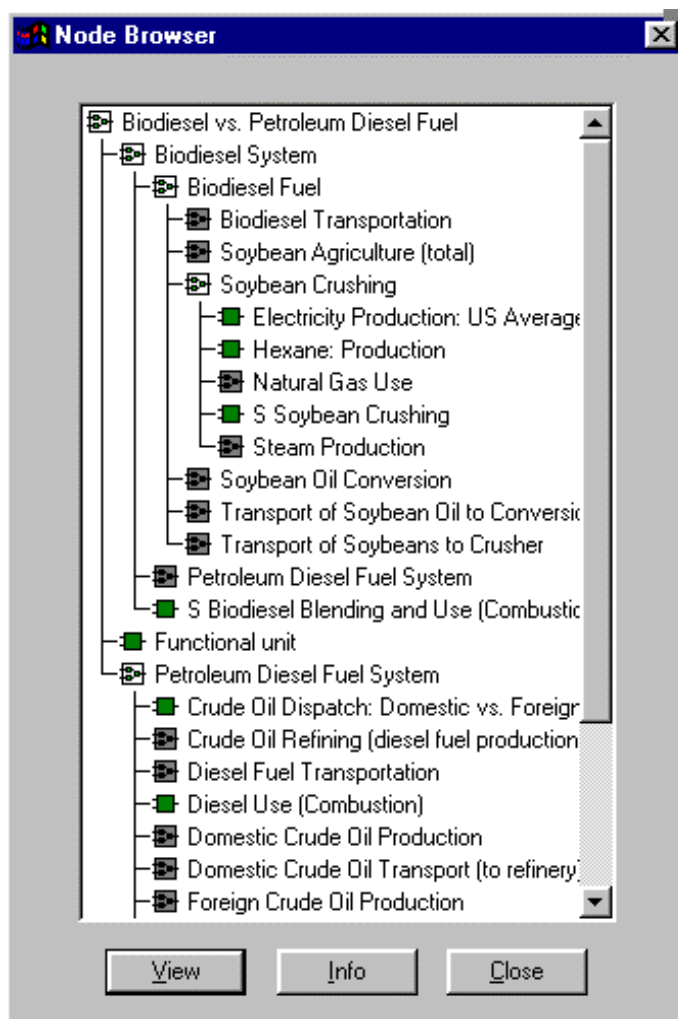 Node Browser
Biodiesel vs. Petroleum Diesel Fuel
Biodiesel System
Biodiesel Fuel
Biodiesel Transportation
Soybean Agriculture (total)
Soybean Crushing
Electricity Production: US Average
Hexane: Production
Natural Gas Use
S Soybean Crushing
Steam Production
Soybean Oil Conversion
Transport of Soybean Oil to Conversic
Transport of Soybeans to Crusher
Petroleum Diesel Fuel System
S Biodiesel Blending and Use (Combustic
Functional unit
Petroleum Diesel Fuel System
Crude Oil Dispatch: Domestic vs. Foreigr
Crude Oil Refining (diesel fuel production
Diesel Fuel Transportation
Diesel Use (Combustion)
Domestic Crude Oil Production
Domestic Crude Oil Transport (to refinery)
Foreign Crude Oil Production
View Info Close